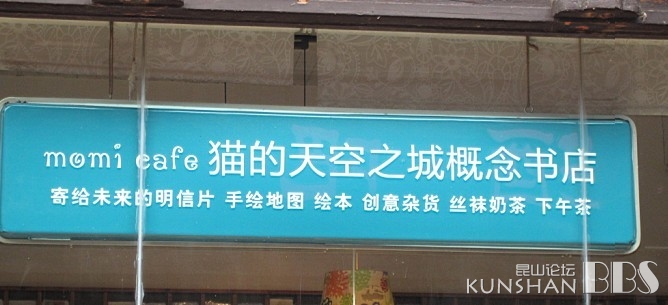 momi cafe 猫的天空之城概念书店
寄给未来的明信片 手绘地图 绘本 创意杂货 丝袜奶茶 下午茶
昆山论坛
KUNSHAN BBS